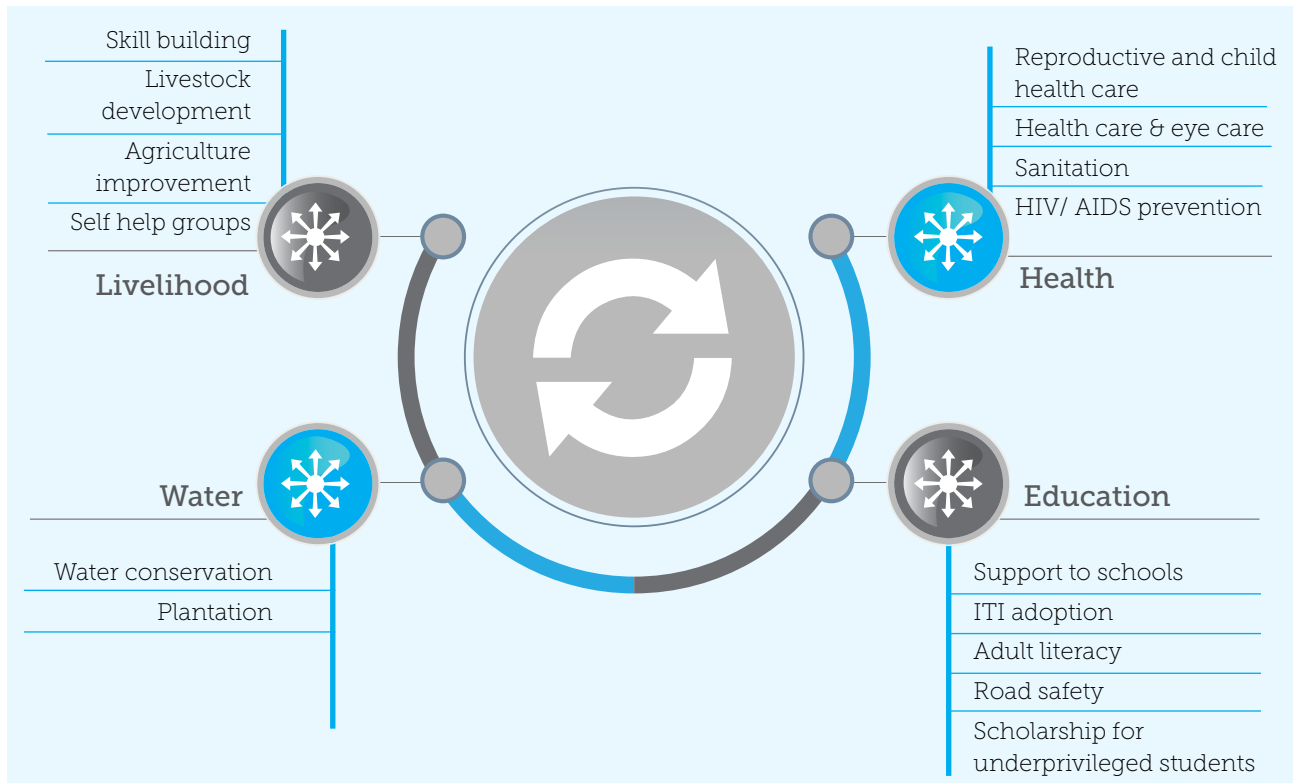 Skill building
Livestock
development
Agriculture
improvement
Self help groups
Livelihood
Reproductive and child
health care
Health care & eye care
Sanitation
HIV/ AIDS prevention
Health
Water
Water conservation
Plantation
Education
Support to schools
ITI adoption
Adult literacy
Road safety
Scholarship for
underprivileged students